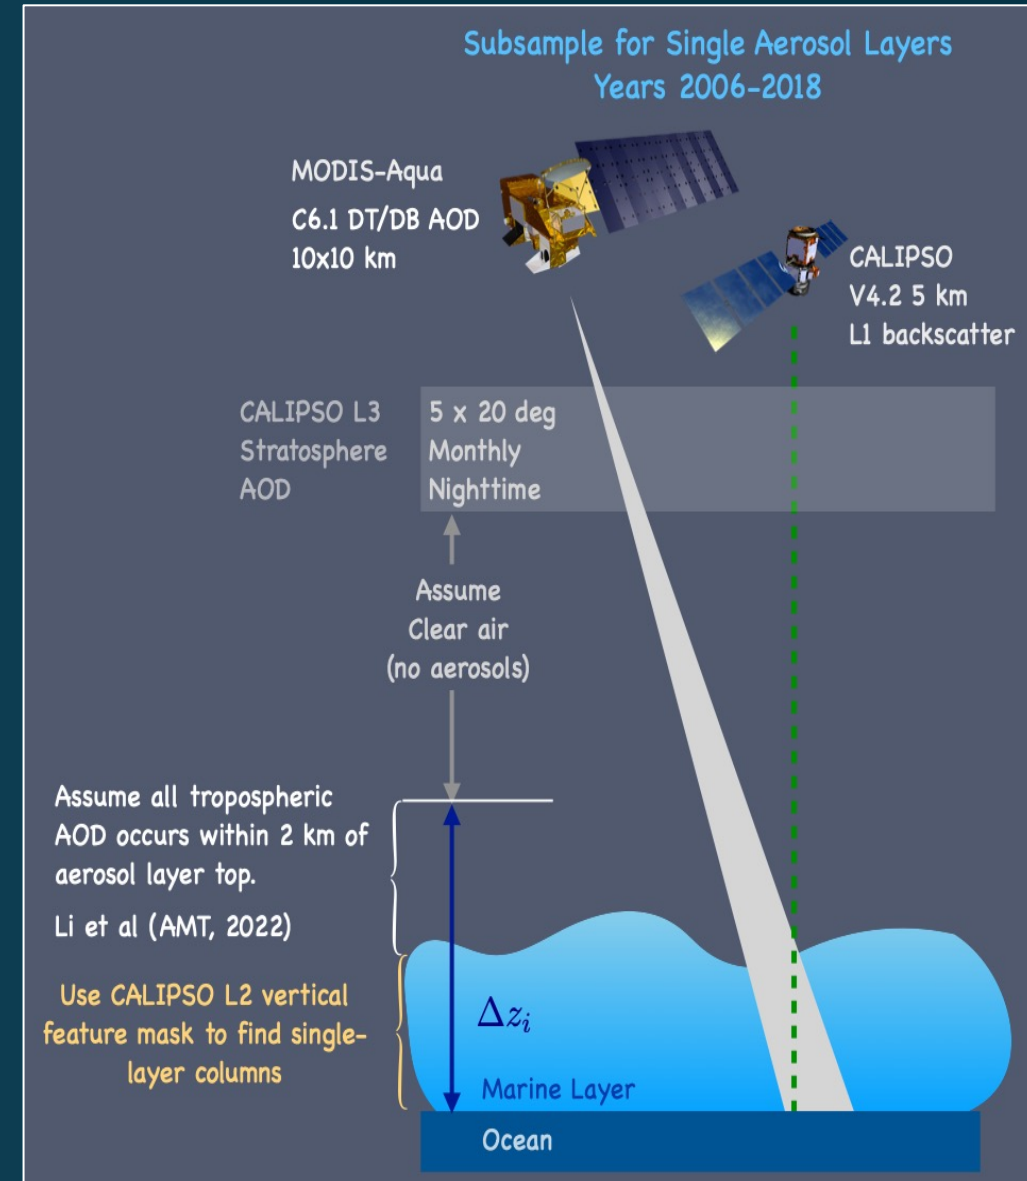 Subsample for Single Aerosol Layers
Years 2006-2018
MODIS-Aqua
C6.1 DT/DB AOD
10x10 km
CALIPSO
V4.2 5 km
L1 backscatter
CALIPSO L3
Stratosphere
AOD
5 x 20 deg
Monthly
Nighttime
Assume
Clear air
(no aerosols)
Assume all tropospheric
AOD occurs within 2 km of
aerosol layer top.
Li et al (AMT, 2022)
Use CALIPSO L2 vertical
feature mask to find single-
layer columns
Δz_i
Marine Layer
Ocean